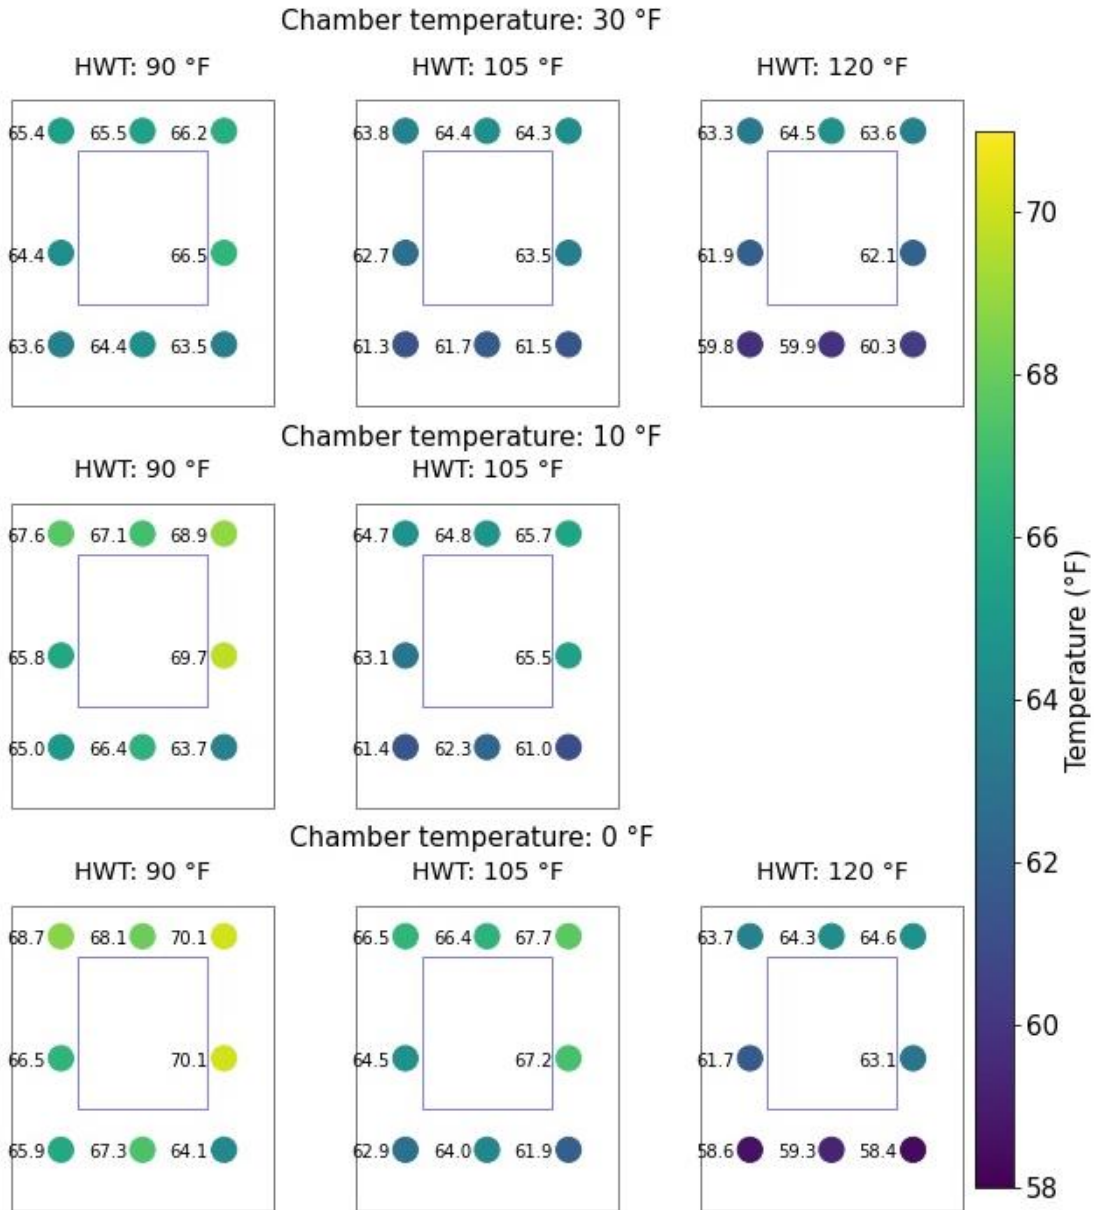 Chamber temperature: 30 °F
HWT: 90 °F HWT: 105 °F HWT: 120 °F
65.4 65.5 66.2 63.8 64.4 64.3 63.3 64.5 63.6
64.4 66.5 62.7 63.5 61.9 62.1
63.6 64.4 63.5 61.3 61.7 61.5 59.8 59.9 60.3
Chamber temperature: 10 °F
HWT: 90 °F HWT: 105 °F
67.6 67.1 68.9 64.7 64.8 65.7
65.8 69.7 63.1 65.5
65.0 66.4 63.7 61.4 62.3 61.0
Chamber temperature: 0 °F
HWT: 90 °F HWT: 105 °F HWT: 120 °F
68.7 68.1 70.1 66.5 66.4 67.7 63.7 64.3 64.6
66.5 70.1 64.5 67.2 61.7 63.1
65.9 67.3 64.1 62.9 64.0 61.9 58.6 59.3 58.4
70
68
66
64
62
60
58
Temperature (°F)